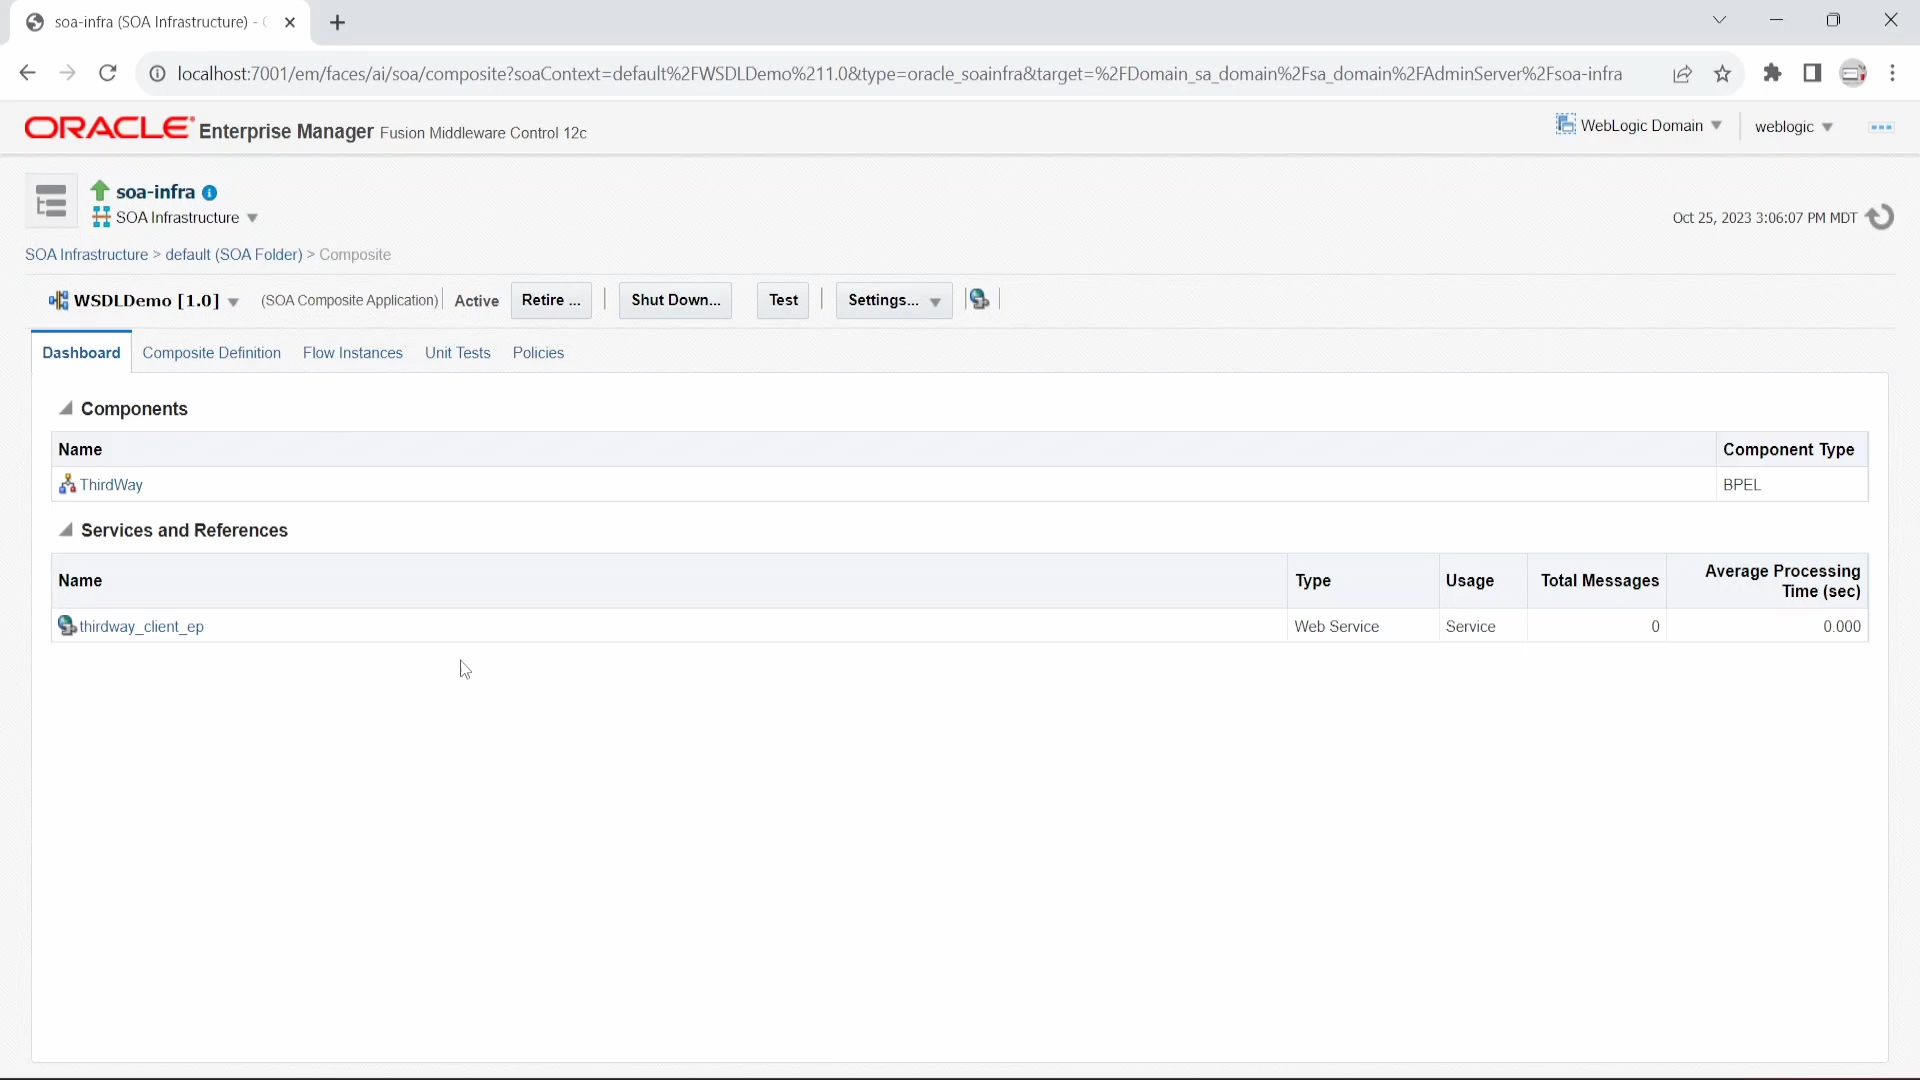 soa-infra (SOA Infrastructure) -
localhost:7001/em/faces/ai/soa/composite?soaContext=default%2FWSDLDemo%211.0&type=oracle_soainfra&target=%2FDomain_sa_domain%2Fsa_domain%2FAdminServer%2Fsoa-infra
ORACLE Enterprise Manager Fusion Middleware Control 12c
WebLogic Domain
weblogic
soa-infra
SOA Infrastructure
Oct 25, 2023 3:06:07 PM MDT
SOA Infrastructure > default (SOA Folder) > Composite
WSDLDemo [1.0] (SOA Composite Application) Active Retire ... Shut Down... Test Settings...
Dashboard Composite Definition Flow Instances Unit Tests Policies
Components
Name Component Type
ThirdWay BPEL
Services and References
Name Type Usage Total Messages Average Processing Time (sec)
thirdway_client_ep Web Service Service 0 0.000